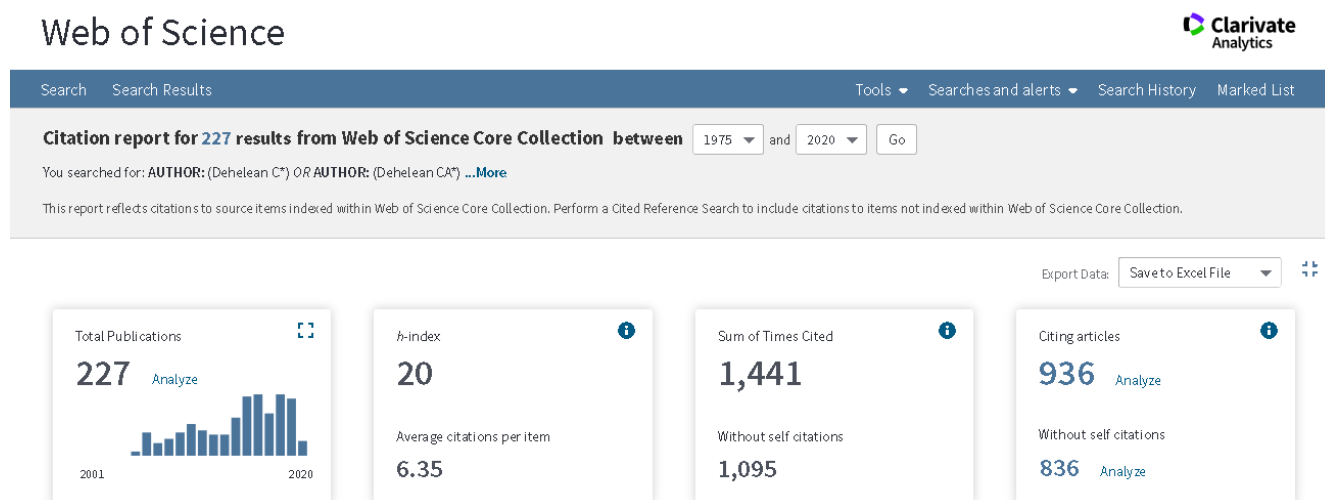 Web of Science
Clarivate
Analytics
Search Search Results Tools Searches and alerts Search History Marked List
Citation report for 227 results from Web of Science Core Collection between 1975 and 2020 Go
You searched for: AUTHOR: (Dehelean C*) OR AUTHOR: (Dehelean CA*) ...More
This report reflects citations to source items indexed within Web of Science Core Collection. Perform a Cited Reference Search to include citations to items not indexed within Web of Science Core Collection.
Export Data: Save to Excel File
Total Publications
227 Analyze
2001 2020
h-index
20
Average citations per item
6.35
Sum of Times Cited
1,441
Without self citations
1,095
Citing articles
936 Analyze
Without self citations
836 Analyze